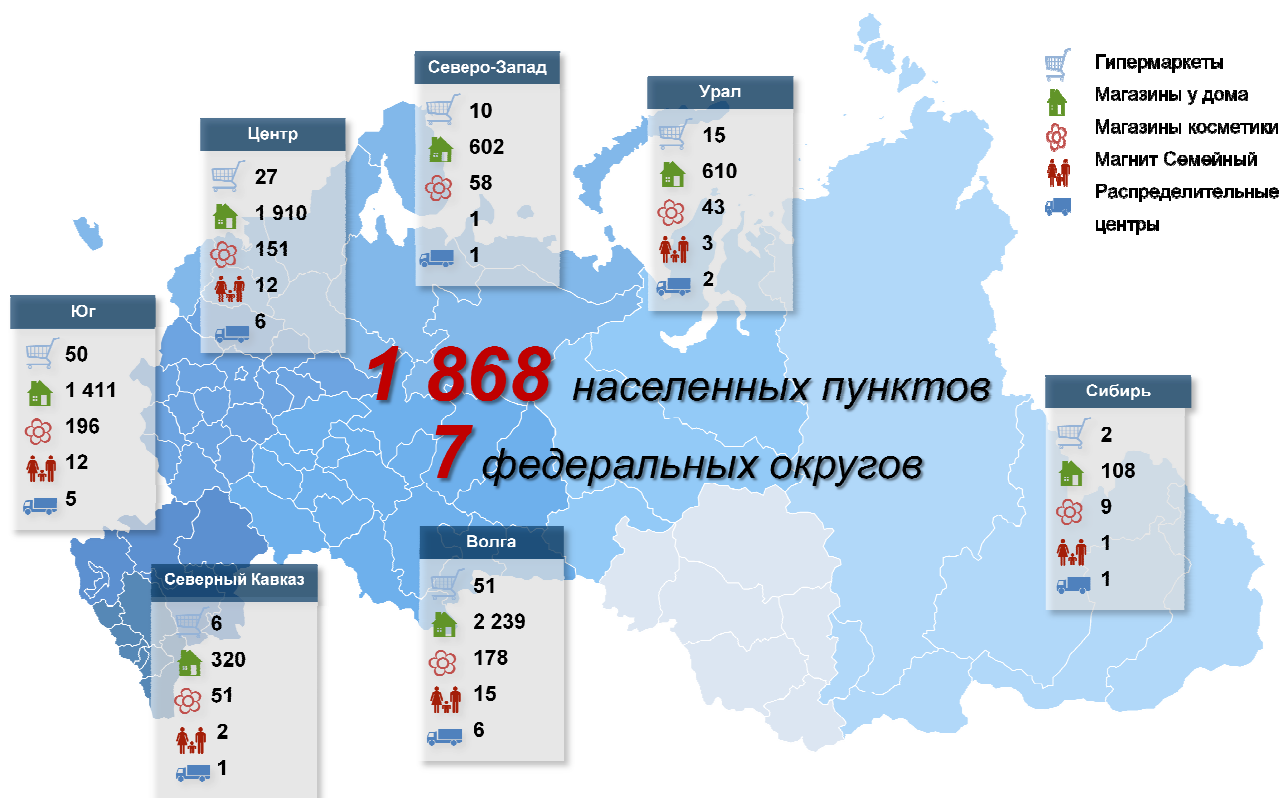 Северо-Запад
10
602
58
1
1
Урал
15
610
43
3
2
Гипермаркеты
Магазины у дома
Магазины косметики
Магнит Семейный
Распределительные
центры
Центр
27
1 910
151
12
6
Юг
50
1 411
196
12
5
1 868 населенных пунктов
7 федеральных округов
Сибирь
2
108
9
1
1
Волга
51
2 239
178
15
6
Северный Кавказ
6
320
51
2
1